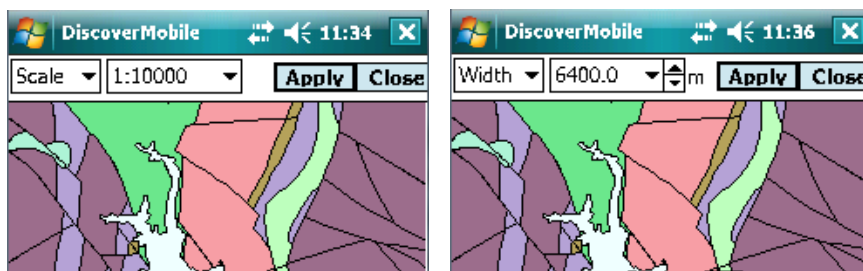 DiscoverMobile 11:34
Scale 1:10000 Apply Close
DiscoverMobile 11:36
Width 6400.0 m Apply Close